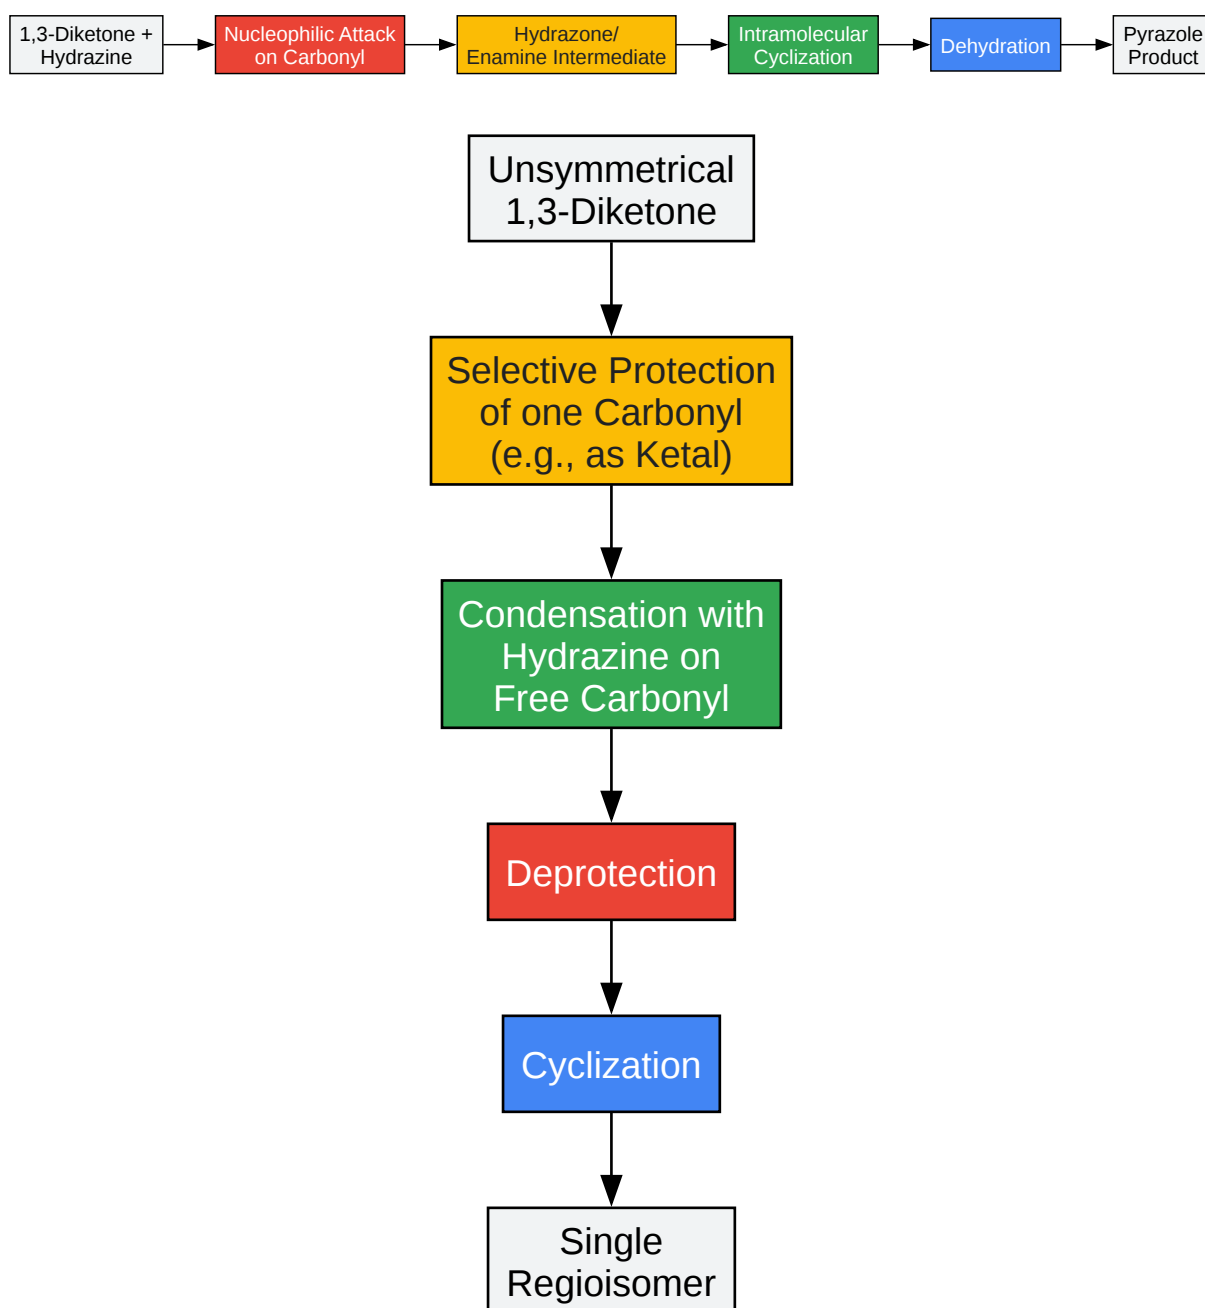 1,3-Diketone +
Hydrazine
Nucleophilic Attack
on Carbonyl
Hydrazone/
Enamine Intermediate
Intramolecular
Cyclization
Dehydration
Pyrazole
Product
Unsymmetrical
1,3-Diketone
Selective Protection
of one Carbonyl
(e.g., as Ketal)
Condensation with
Hydrazine on
Free Carbonyl
Deprotection
Cyclization
Single
Regioisomer